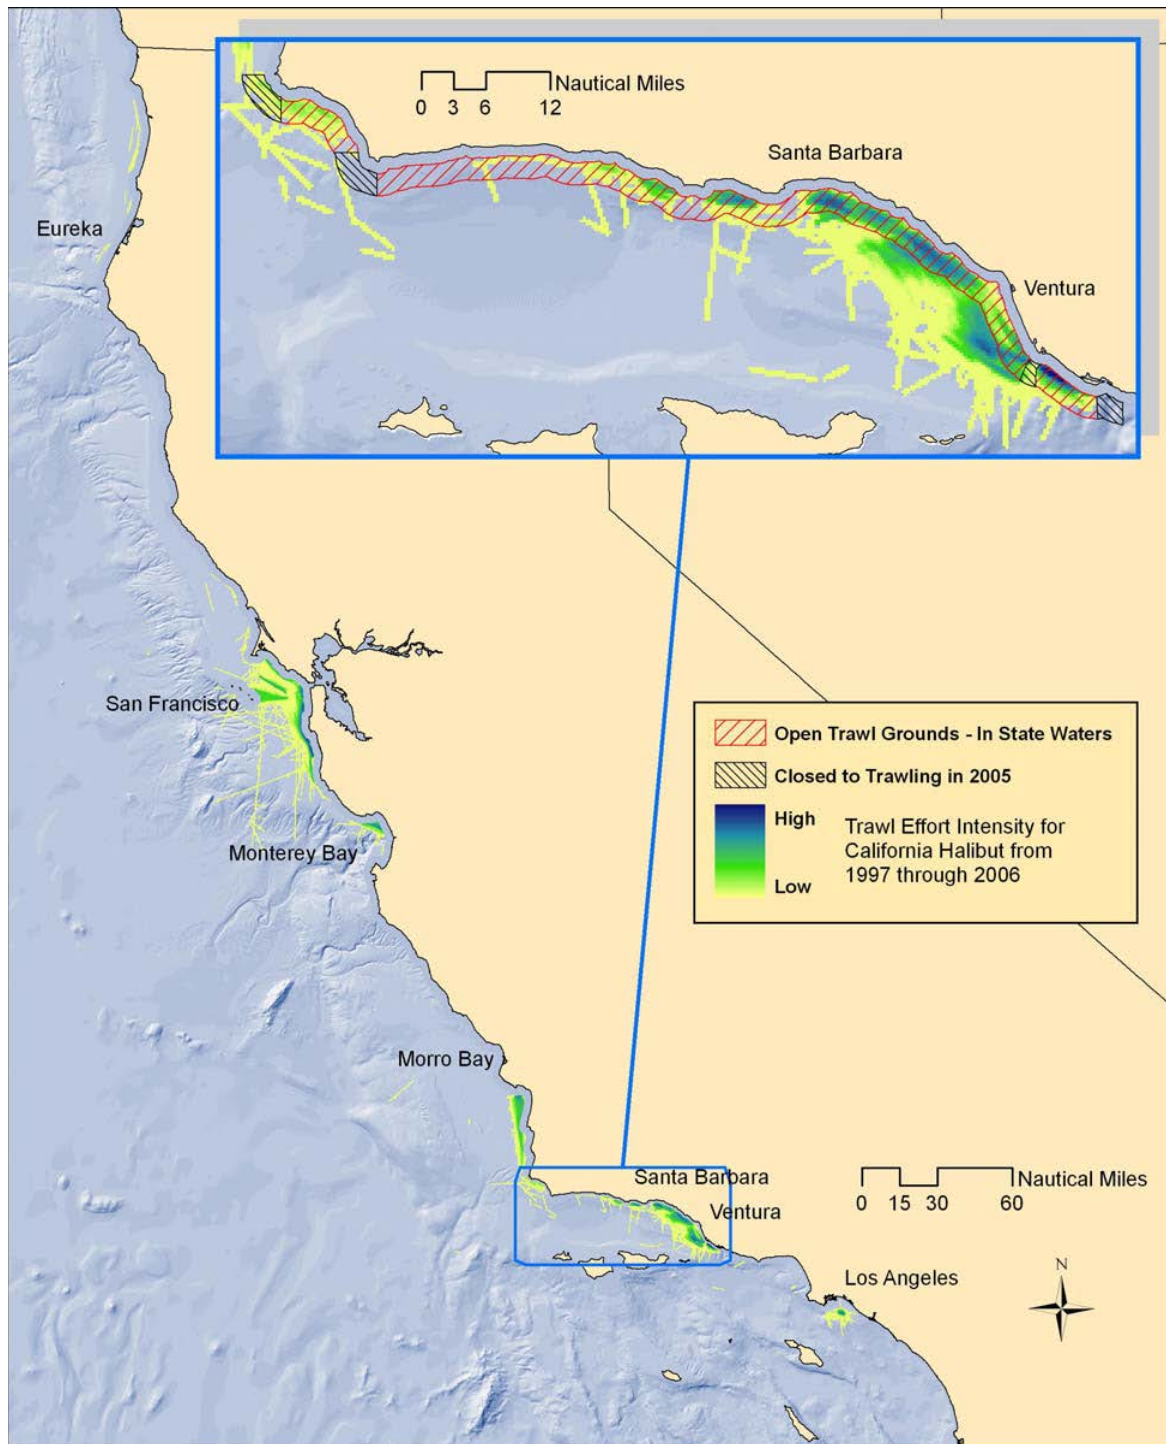 Nautical Miles
0 3 6 12
Santa Barbara
Ventura
Eureka
San Francisco
Monterey Bay
Open Trawl Grounds - In State Waters
Closed to Trawling in 2005
High
Low
Trawl Effort Intensity for
California Halibut from
1997 through 2006
Morro Bay
Santa Barbara
Ventura
Nautical Miles
0 15 30 60
Los Angeles
N